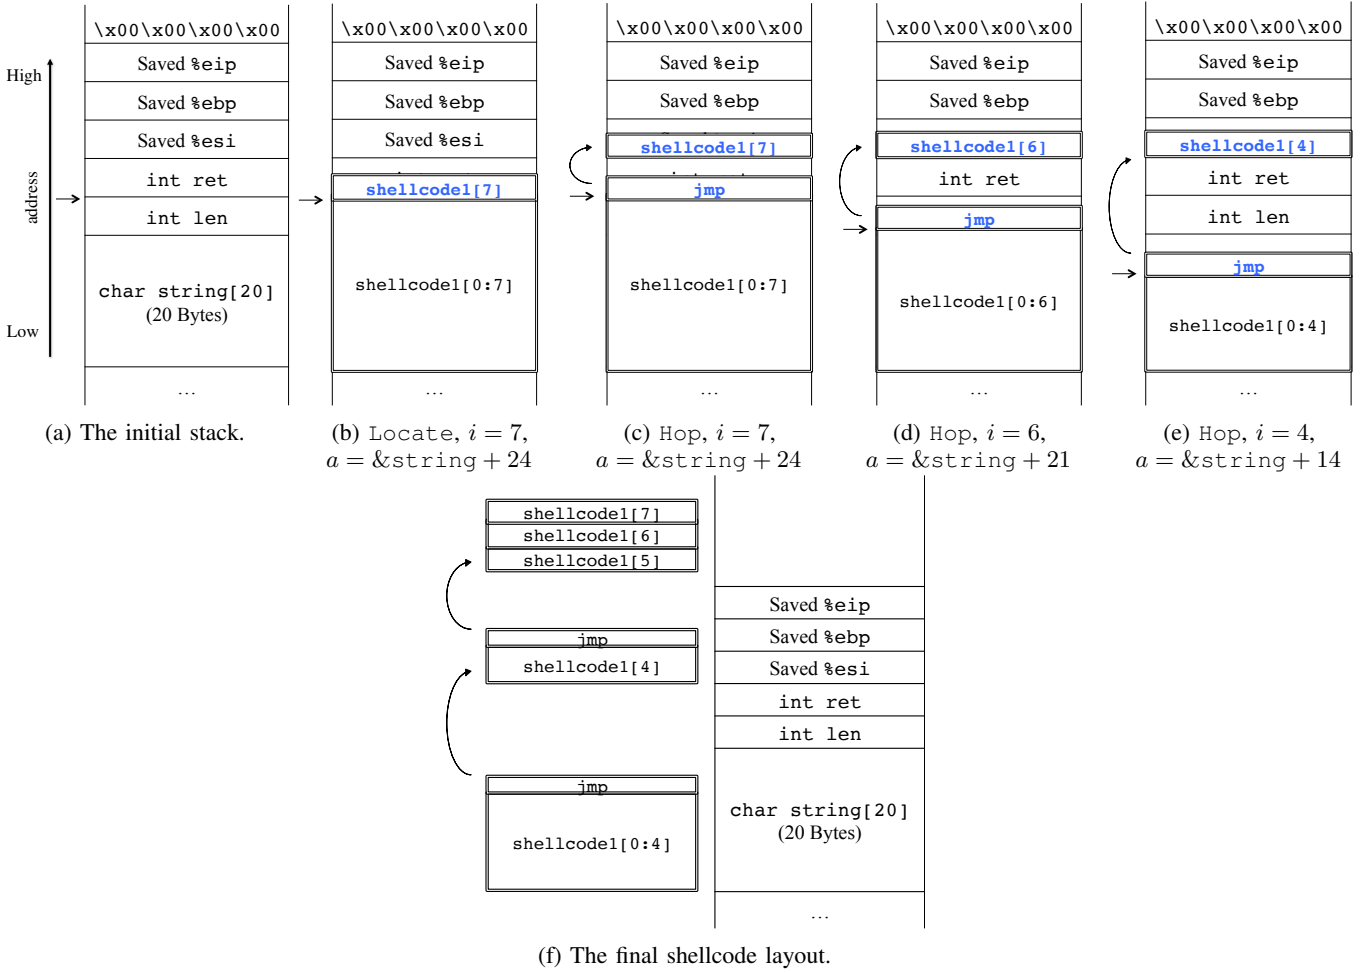 \x00\x00\x00\x00
Saved %eip
Saved %ebp
Saved %esi
int ret
int len
char string[20]
(20 Bytes)
...
High
address
Low
(a) The initial stack.
\x00\x00\x00\x00
Saved %eip
Saved %ebp
Saved %esi
shellcode1[7]
shellcode1[0:7]
...
(b) Locate, i = 7,
a = &string + 24
\x00\x00\x00\x00
Saved %eip
Saved %ebp
shellcode1[7]
jmp
shellcode1[0:7]
...
(c) Hop, i = 7,
a = &string + 24
\x00\x00\x00\x00
Saved %eip
Saved %ebp
shellcode1[6]
int ret
jmp
shellcode1[0:6]
...
(d) Hop, i = 6,
a = &string + 21
\x00\x00\x00\x00
Saved %eip
Saved %ebp
shellcode1[4]
int ret
int len
jmp
shellcode1[0:4]
...
(e) Hop, i = 4,
a = &string + 14
shellcode1[7]
shellcode1[6]
shellcode1[5]
jmp
shellcode1[4]
jmp
shellcode1[0:4]
Saved %eip
Saved %ebp
Saved %esi
int ret
int len
char string[20]
(20 Bytes)
...
(f) The final shellcode layout.